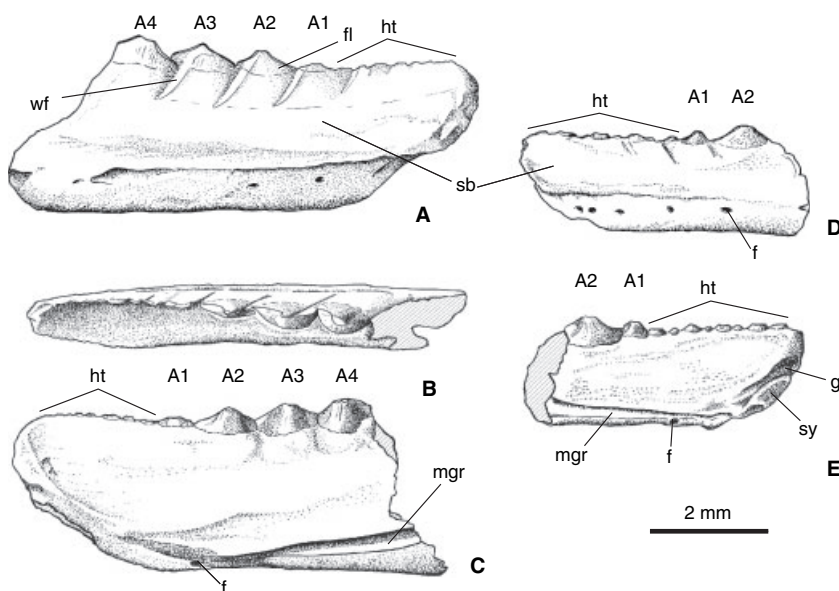 A4 A3 A2 A1 fl ht
wf
sb
A
ht A1 A2
f
D
B
A2 A1 ht
g
sy
mgr f
E
ht A1 A2 A3 A4
mgr
f
C
2 mm